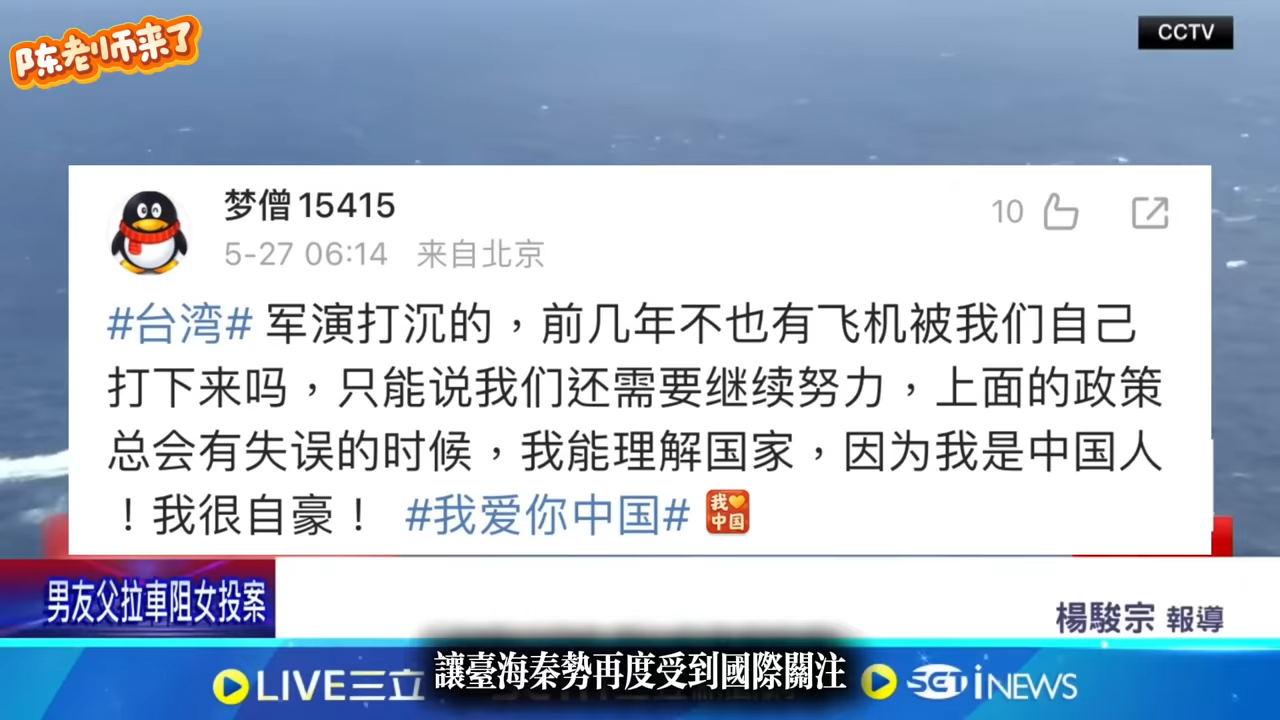 陈老师来了
CCTV
梦僧15415
10
5-27 06:14 来自北京
#台湾# 军演打沉的，前几年不也有飞机被我们自己
打下来吗，只能说我们还需要继续努力，上面的政策
总会有失误的时候，我能理解国家，因为我是中国人
！我很自豪！ #我爱你中国# 我中国
男友父拉車阻女投案
楊駿宗 報導
LIVE三立
讓臺海秦勢再度受到國際關注
SETiNEWS